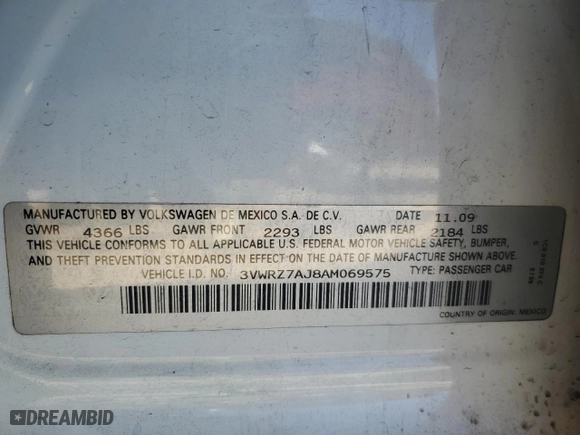 MANUFACTURED BY VOLKSWAGEN DE MEXICO S.A. DE C.V. DATE 11.09
GVWR 4366 LBS GAWR FRONT 2293 LBS GAWR REAR 2184 LBS
THIS VEHICLE CONFORMS TO ALL APPLICABLE U.S. FEDERAL MOTOR VEHICLE SAFETY, BUMPER,
AND THEFT PREVENTION STANDARDS IN EFFECT ON THE DATE OF MANUFACTURE SHOWN ABOVE.
VEHICLE I.D. NO. 3VWRZ7AJ8AM069575 TYPE: PASSENGER CAR
COUNTRY OF ORIGIN: MEXICO
DREAMBID